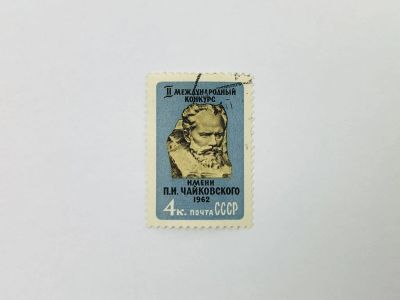 II МЕЖДУНАРОДНЫЙ
КОНКУРС
ИМЕНИ
П.И. ЧАЙКОВСКОГО
1962
4к. ПОЧТА СССР